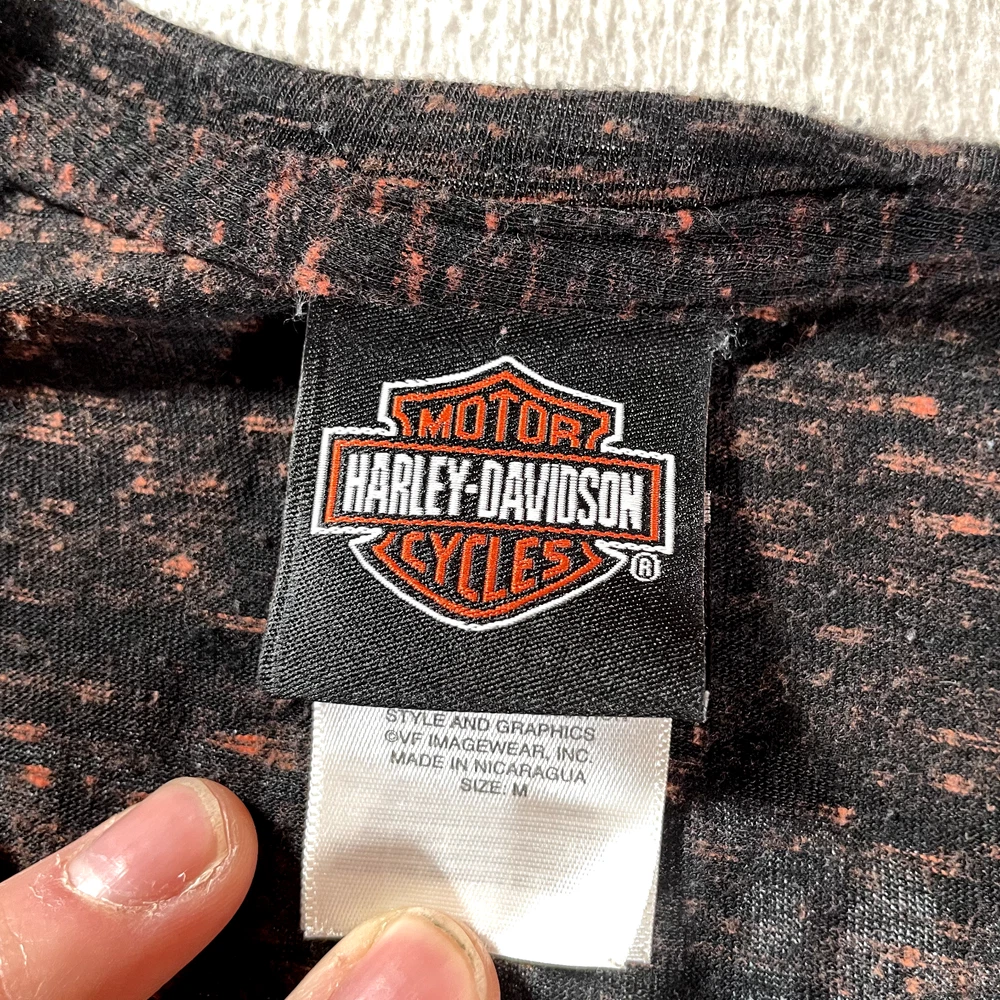 MOTOR
HARLEY-DAVIDSON
CYCLES
®
STYLE AND GRAPHICS
©VF IMAGEWEAR, INC.
MADE IN NICARAGUA
SIZE: M